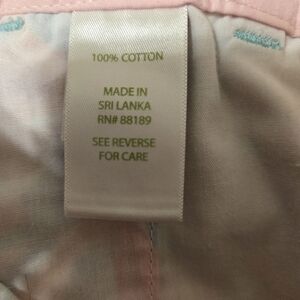 100% COTTON
MADE IN
SRI LANKA
RN# 88189
SEE REVERSE
FOR CARE